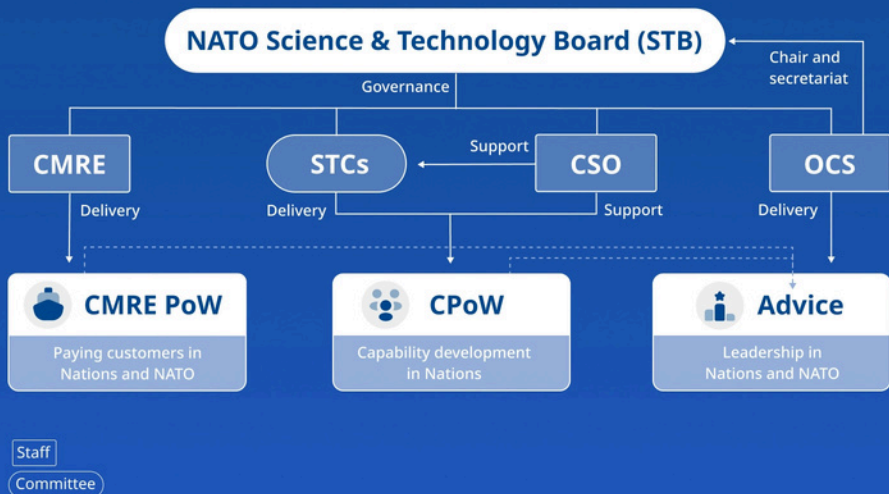 NATO Science & Technology Board (STB)
Chair and
secretariat
Governance
CMRE
STCs
Support
CSO
OCS
Delivery
Delivery
Support
Delivery
CMRE PoW
Paying customers in
Nations and NATO
CPoW
Capability development
in Nations
Advice
Leadership in
Nations and NATO
Staff
Committee